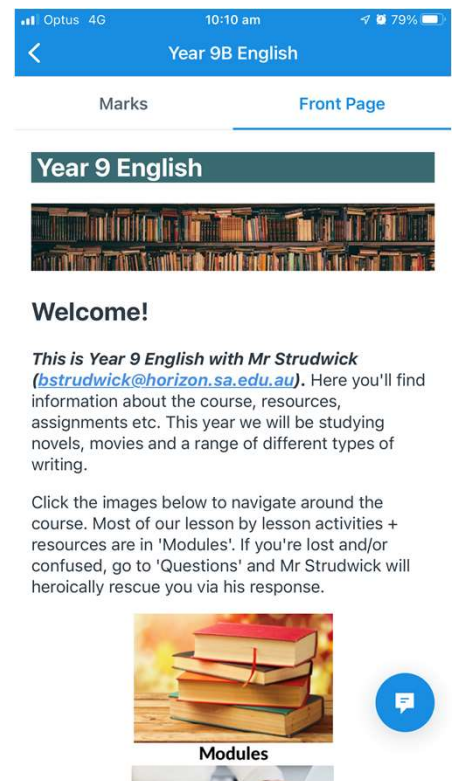 Optus 4G 10:10 am 79%
Year 9B English
Marks Front Page
Year 9 English
Welcome!
This is Year 9 English with Mr Strudwick
(bstrudwick@horizon.sa.edu.au). Here you'll find
information about the course, resources,
assignments etc. This year we will be studying
novels, movies and a range of different types of
writing.
Click the images below to navigate around the
course. Most of our lesson by lesson activities +
resources are in 'Modules'. If you're lost and/or
confused, go to 'Questions' and Mr Strudwick will
heroically rescue you via his response.
Modules